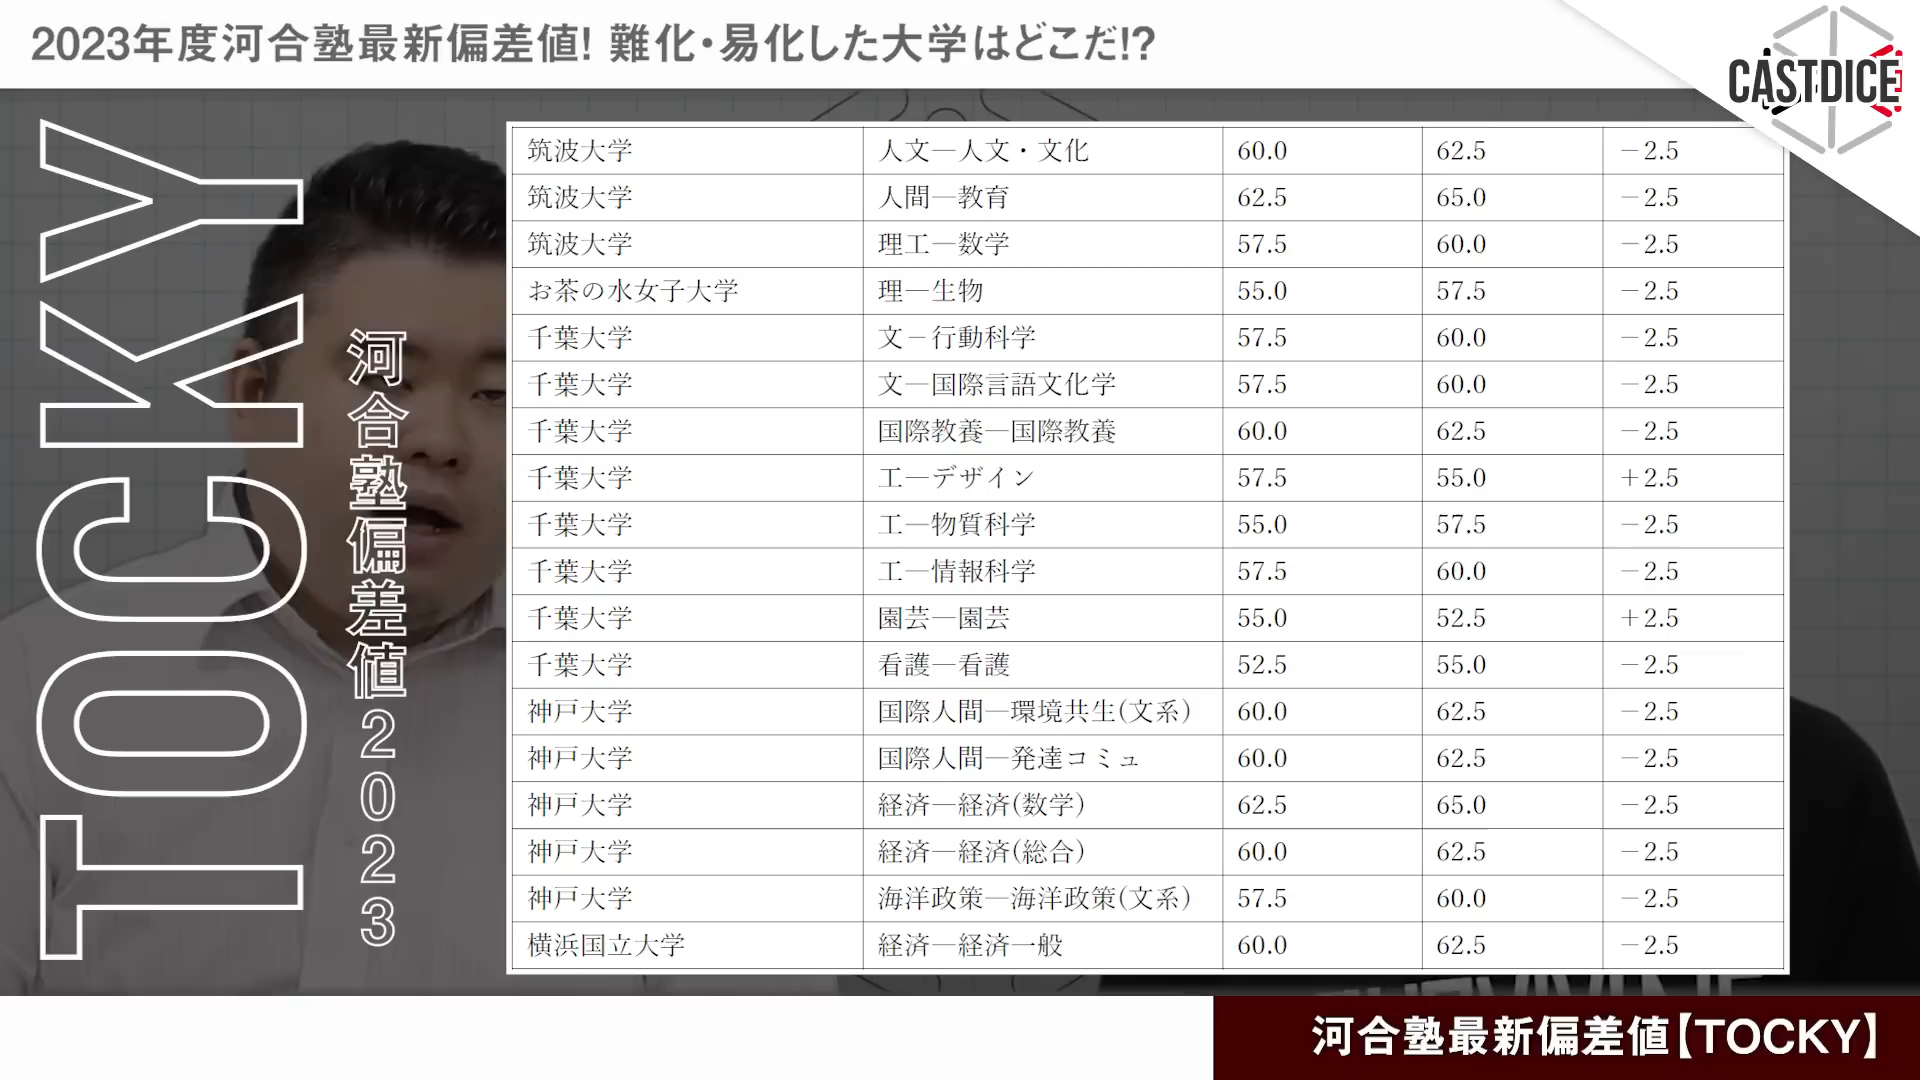 2023年度河合塾最新偏差値! 難化・易化した大学はどこだ!?
CASTDICE
TOCKY
河合塾偏差値2023
筑波大学 人文―人文・文化 60.0 62.5 －2.5
筑波大学 人間―教育 62.5 65.0 －2.5
筑波大学 理工―数学 57.5 60.0 －2.5
お茶の水女子大学 理―生物 55.0 57.5 －2.5
千葉大学 文－行動科学 57.5 60.0 －2.5
千葉大学 文―国際言語文化学 57.5 60.0 －2.5
千葉大学 国際教養―国際教養 60.0 62.5 －2.5
千葉大学 工―デザイン 57.5 55.0 ＋2.5
千葉大学 工―物質科学 55.0 57.5 －2.5
千葉大学 工―情報科学 57.5 60.0 －2.5
千葉大学 園芸―園芸 55.0 52.5 ＋2.5
千葉大学 看護―看護 52.5 55.0 －2.5
神戸大学 国際人間―環境共生(文系) 60.0 62.5 －2.5
神戸大学 国際人間―発達コミュ 60.0 62.5 －2.5
神戸大学 経済―経済(数学) 62.5 65.0 －2.5
神戸大学 経済―経済(総合) 60.0 62.5 －2.5
神戸大学 海洋政策―海洋政策(文系) 57.5 60.0 －2.5
横浜国立大学 経済―経済一般 60.0 62.5 －2.5
河合塾最新偏差値【TOCKY】